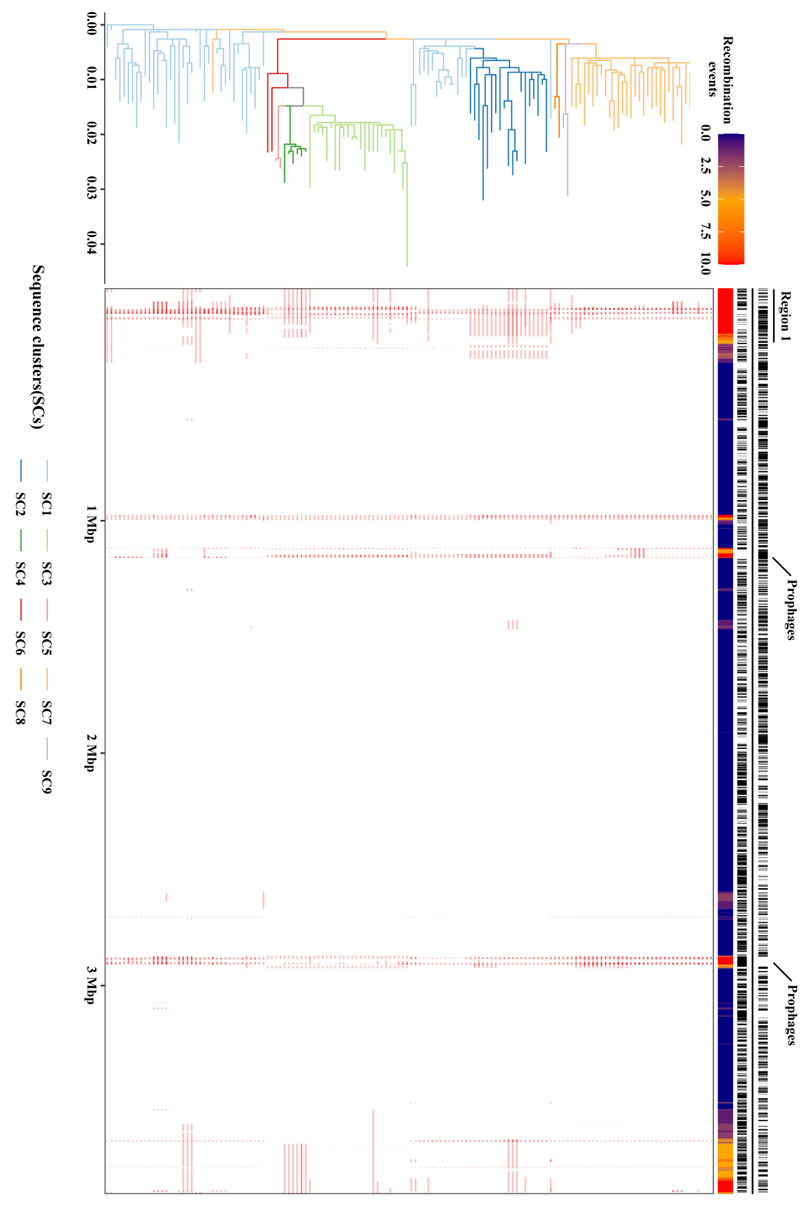 Region 1
Prophages
Prophages
Recombination
events
0.0
2.5
5.0
7.5
10.0
0.00
0.01
0.02
0.03
0.04
1 Mbp
2 Mbp
3 Mbp
Sequence clusters(SCs)
SC1
SC3
SC5
SC7
SC9
SC2
SC4
SC6
SC8